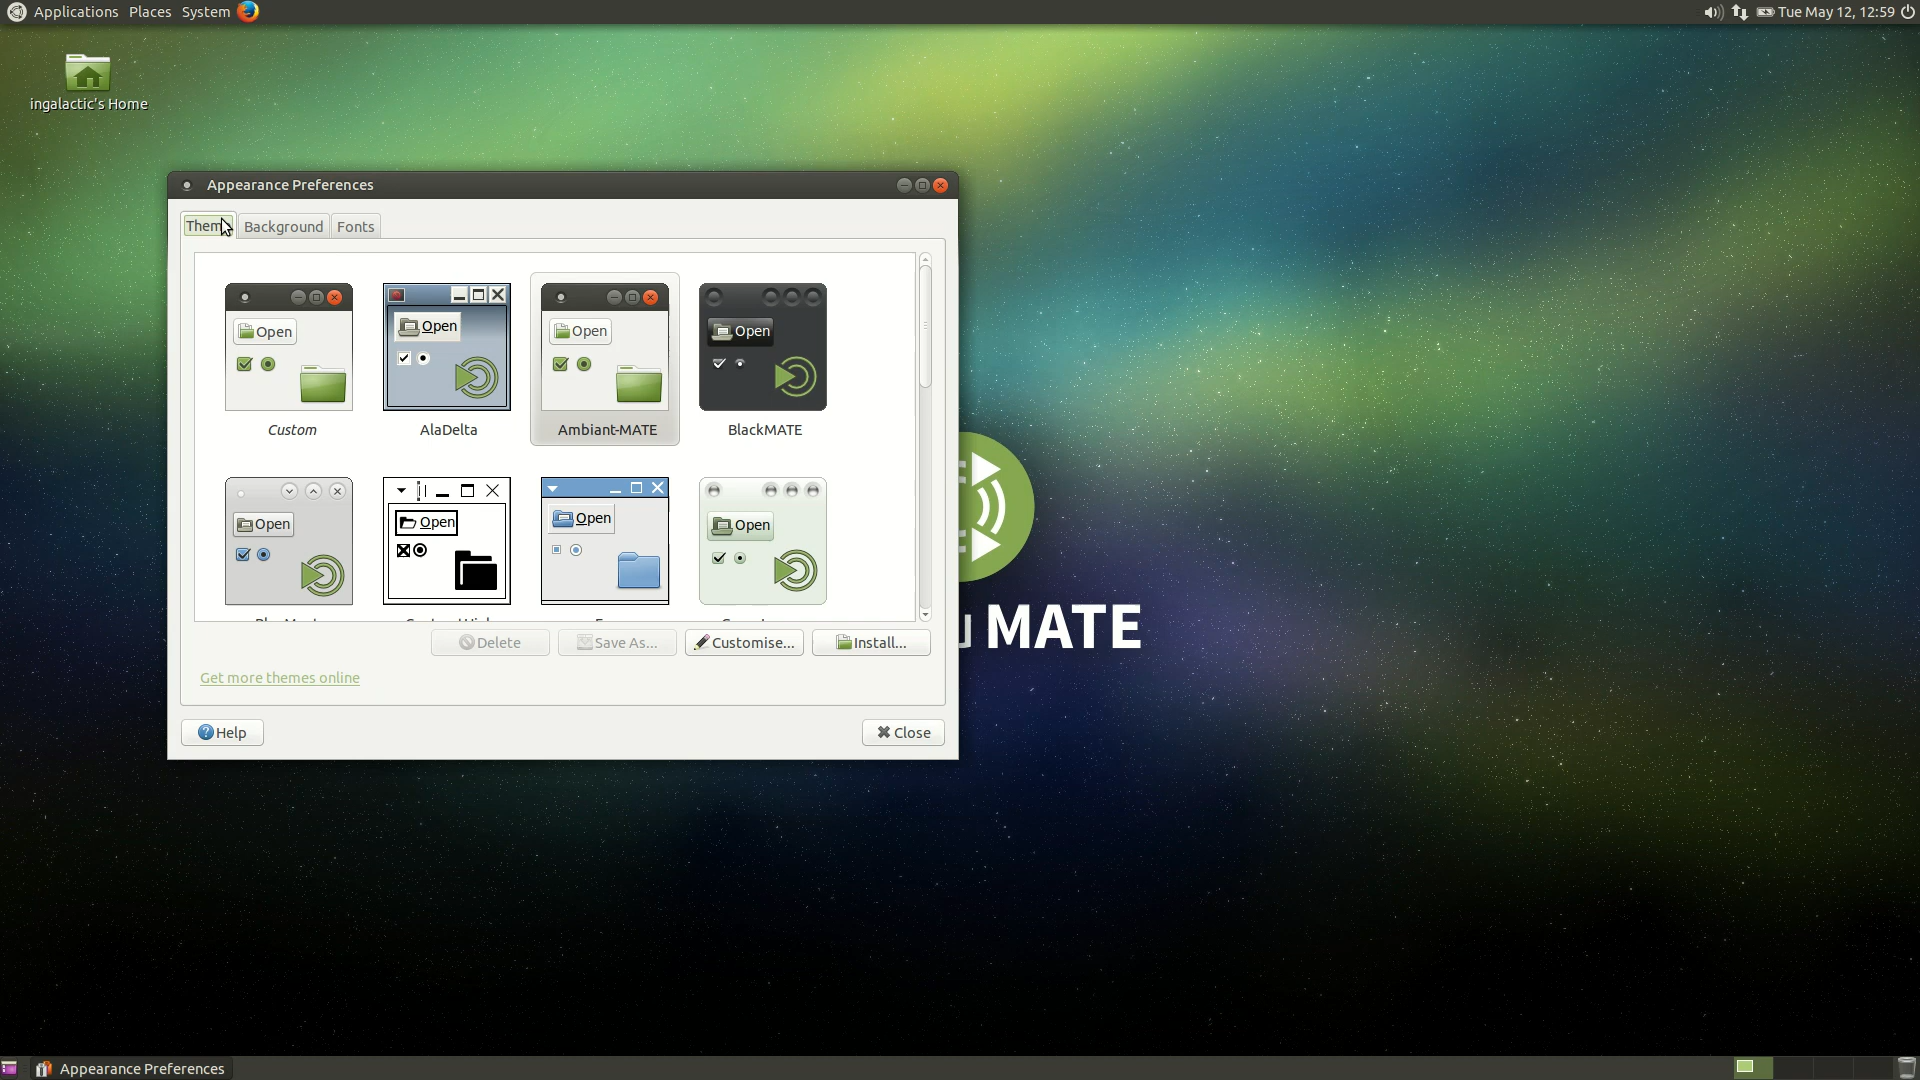 Applications Places System
Tue May 12, 12:59
ingalactic's Home
Appearance Preferences
Background Fonts
Open
Open
Open
Open
Custom
AlaDelta
Ambiant-MATE
BlackMATE
Open
Open
Open
Open
MATE
Delete
Save As...
Customise...
Install...
Get more themes online
Help
Close
Appearance Preferences